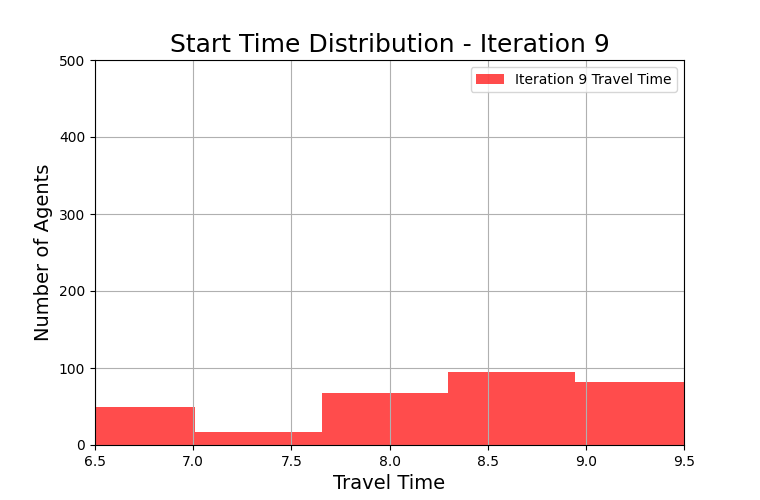 Start Time Distribution - Iteration 9
Iteration 9 Travel Time
500
400
300
200
100
0
Number of Agents
6.5 7.0 7.5 8.0 8.5 9.0 9.5
Travel Time